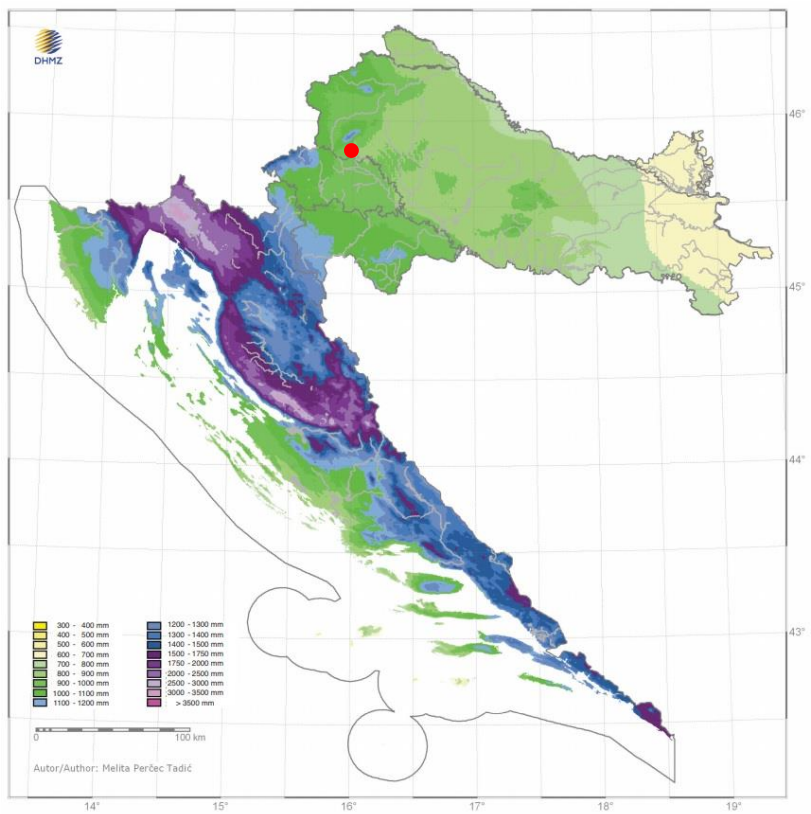 DHMZ
46°
45°
44°
43°
300 - 400 mm
400 - 500 mm
500 - 600 mm
600 - 700 mm
700 - 800 mm
800 - 900 mm
900 - 1000 mm
1000 - 1100 mm
1100 - 1200 mm
1200 - 1300 mm
1300 - 1400 mm
1400 - 1500 mm
1500 - 1750 mm
1750 - 2000 mm
2000 - 2500 mm
2500 - 3000 mm
3000 - 3500 mm
> 3500 mm
0 100 km
Autor/Author: Melita Perčec Tadić
14° 15° 16° 17° 18° 19°